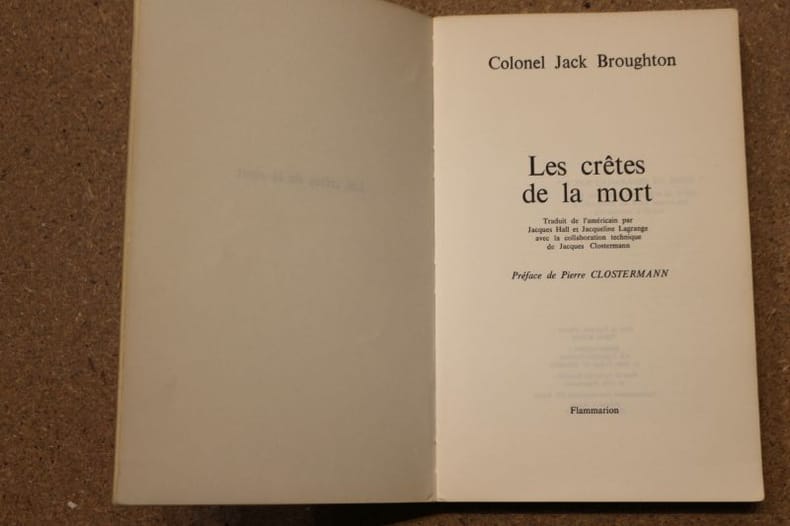 Colonel Jack Broughton
Les crêtes
de la mort
Traduit de l'américain par
Jacques Hall et Jacqueline Lagrange
avec la collaboration technique
de Jacques Clostermann
Préface de Pierre CLOSTERMANN
Flammarion